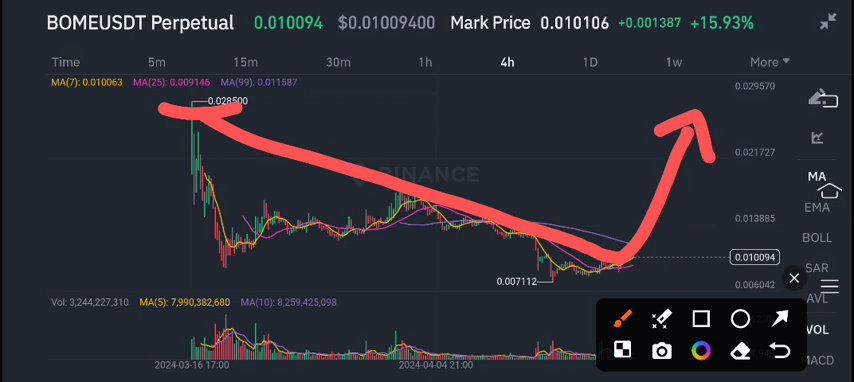 BOMEUSDT Perpetual 0.010094 $0.01009400 Mark Price 0.010106 +0.001387 +15.93%
Time 5m 15m 30m 1h 4h 1D 1w More
MA(7): 0.010063 MA(25): 0.009146 MA(99): 0.011587
0.029570
0.028500
0.021727
BINANCE
MA
EMA
0.013885
BOLL
0.010094
SAR
0.007112
0.006042
AVL
Vol: 3,244,227,310 MA(5): 7,990,382,680 MA(10): 8,259,425,098
VOL
MACD
2024-03-16 17:00 2024-04-04 21:00